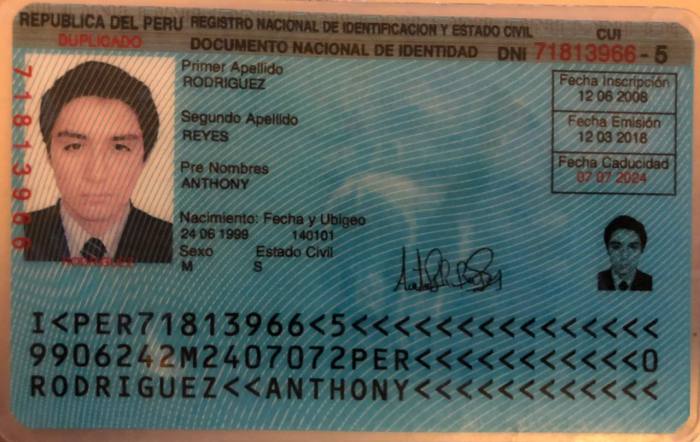 REPUBLICA DEL PERU REGISTRO NACIONAL DE IDENTIFICACION Y ESTADO CIVIL CUI
DUPLICADO DOCUMENTO NACIONAL DE IDENTIDAD DNI 71813966 - 5
71813966
Primer Apellido
RODRIGUEZ
Segundo Apellido
REYES
Pre Nombres
ANTHONY
Nacimiento: Fecha y Ubigeo
24 06 1999 140101
Sexo Estado Civil
M S
Fecha Inscripción
12 06 2008
Fecha Emisión
12 03 2018
Fecha Caducidad
07 07 2024
RODRIGUEZ
I<PER71813966<5<<<<<<<<<<<<<<<
9906242M2407072PER<<<<<<<<<<<0
RODRIGUEZ<<ANTHONY<<<<<<<<<<<<